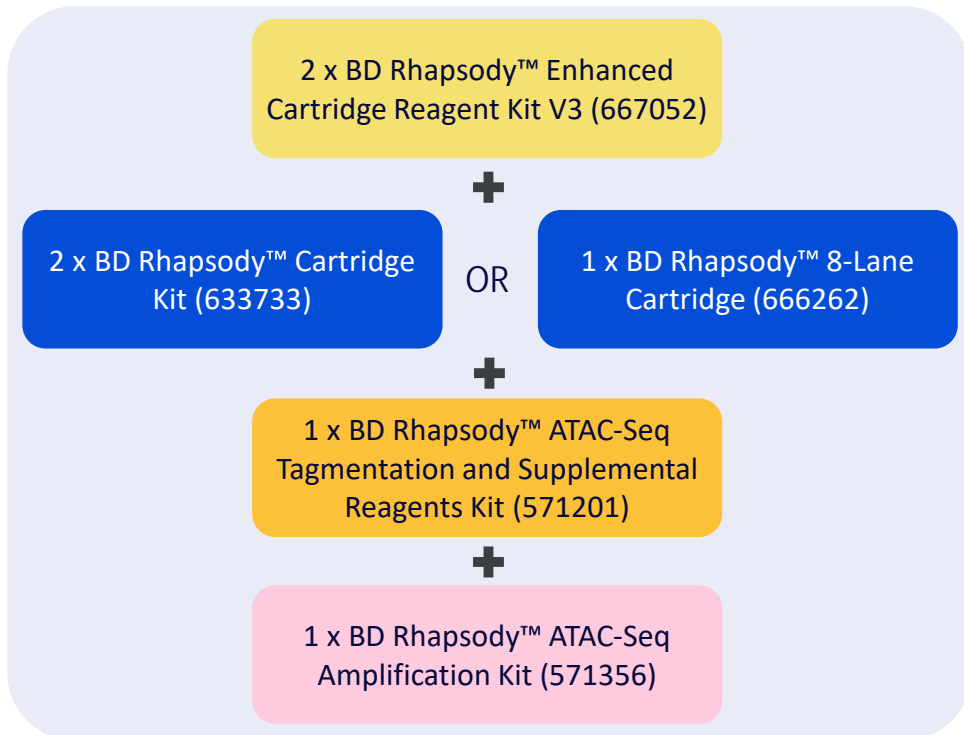 2 x BD Rhapsody™ Enhanced
Cartridge Reagent Kit V3 (667052)
+
2 x BD Rhapsody™ Cartridge
Kit (633733)
OR
1 x BD Rhapsody™ 8-Lane
Cartridge (666262)
+
1 x BD Rhapsody™ ATAC-Seq
Tagmentation and Supplemental
Reagents Kit (571201)
+
1 x BD Rhapsody™ ATAC-Seq
Amplification Kit (571356)